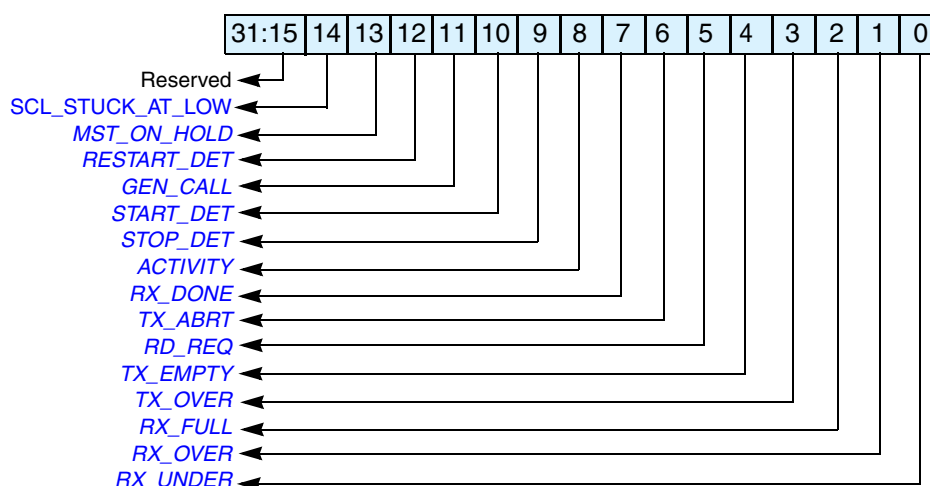 31:15 14 13 12 11 10 9 8 7 6 5 4 3 2 1 0
Reserved
SCL_STUCK_AT_LOW
MST_ON_HOLD
RESTART_DET
GEN_CALL
START_DET
STOP_DET
ACTIVITY
RX_DONE
TX_ABRT
RD_REQ
TX_EMPTY
TX_OVER
RX_FULL
RX_OVER
RX_UNDER